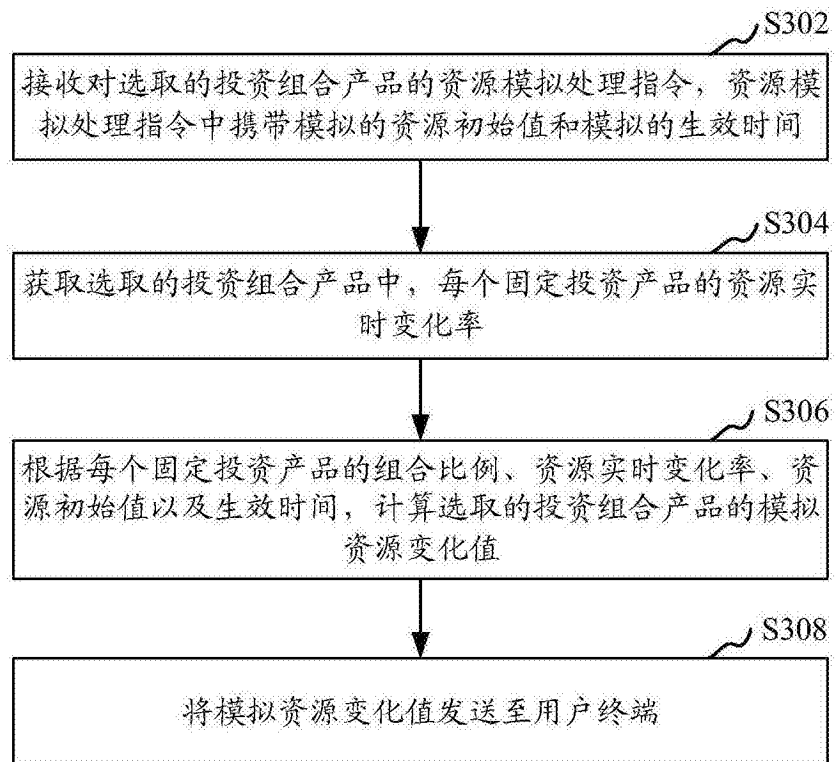 S302
接收对选取的投资组合产品的资源模拟处理指令，资源模
拟处理指令中携带模拟的资源初始值和模拟的生效时间
S304
获取选取的投资组合产品中，每个固定投资产品的资源实
时变化率
S306
根据每个固定投资产品的组合比例、资源实时变化率、资
源初始值以及生效时间，计算选取的投资组合产品的模拟
资源变化值
S308
将模拟资源变化值发送至用户终端